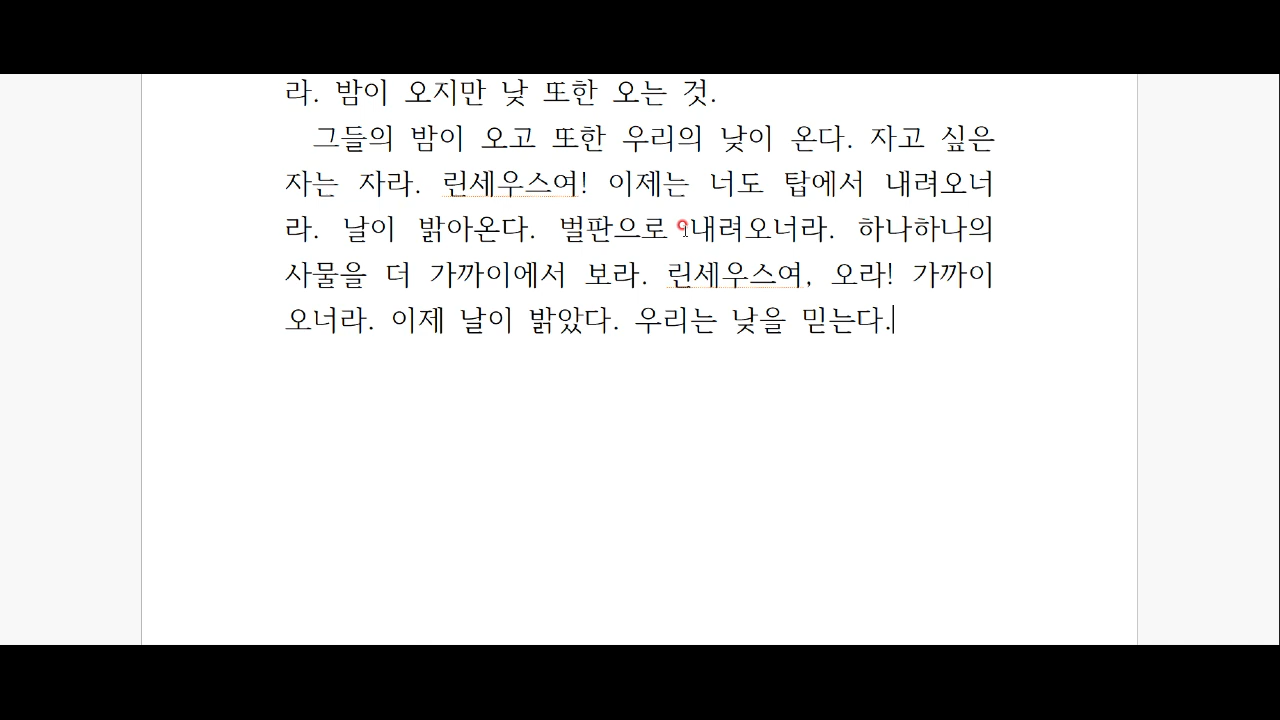 라. 밤이 오지만 낮 또한 오는 것.
그들의 밤이 오고 또한 우리의 낮이 온다. 자고 싶은
자는 자라. 린세우스여! 이제는 너도 탑에서 내려오너
라. 날이 밝아온다. 벌판으로 내려오너라. 하나하나의
사물을 더 가까이에서 보라. 린세우스여, 오라! 가까이
오너라. 이제 날이 밝았다. 우리는 낮을 믿는다.